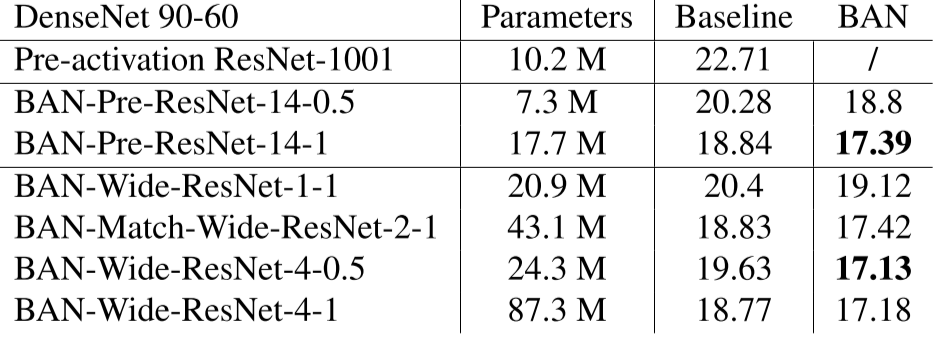 DenseNet 90-60 Parameters Baseline BAN
Pre-activation ResNet-1001 10.2 M 22.71 /
BAN-Pre-ResNet-14-0.5 7.3 M 20.28 18.8
BAN-Pre-ResNet-14-1 17.7 M 18.84 17.39
BAN-Wide-ResNet-1-1 20.9 M 20.4 19.12
BAN-Match-Wide-ResNet-2-1 43.1 M 18.83 17.42
BAN-Wide-ResNet-4-0.5 24.3 M 19.63 17.13
BAN-Wide-ResNet-4-1 87.3 M 18.77 17.18